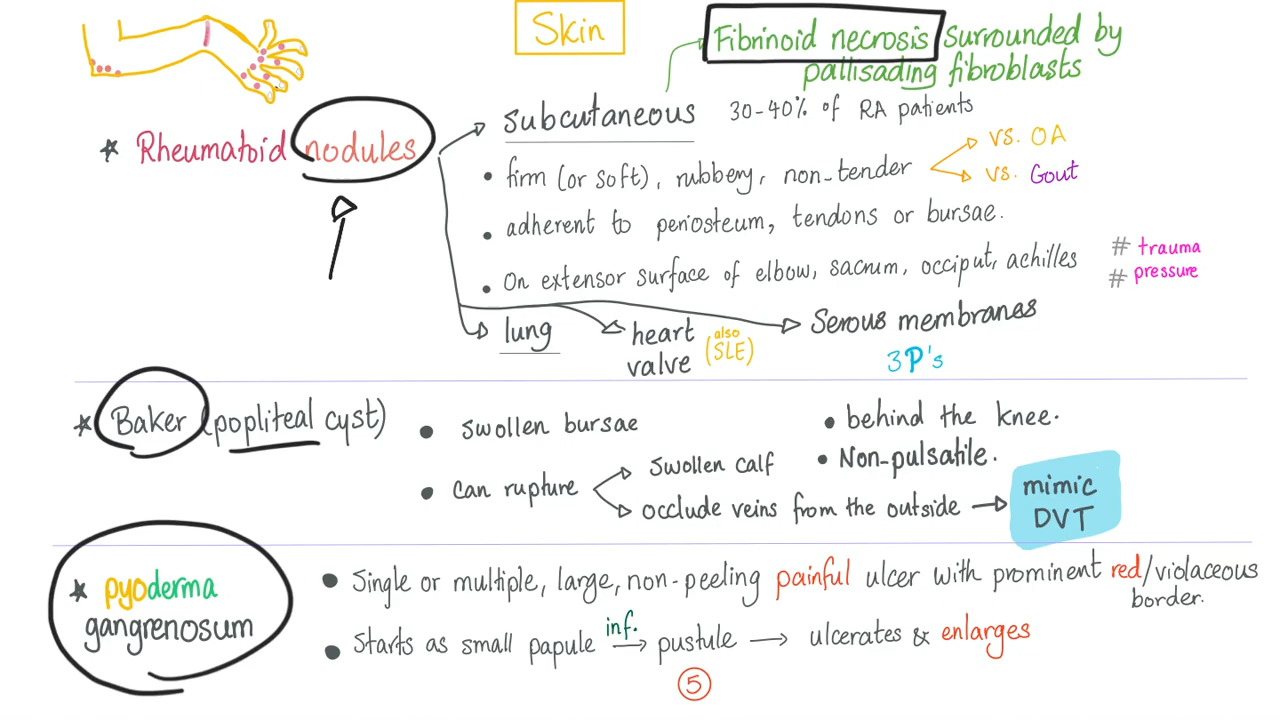 Skin
Fibrinoid necrosis surrounded by
pallisading fibroblasts
* Rheumatoid nodules
subcutaneous 30-40% of RA patients
• firm (or soft), rubbery, non-tender
vs. OA
vs. Gout
• adherent to periosteum, tendons or bursae.
• On extensor surface of elbow, sacrum, occiput, achilles
# trauma
# pressure
lung
heart
valve
also
(SLE)
Serous membranes
3P's
* Baker (popliteal cyst)
• swollen bursae
• can rupture
swollen calf
occlude veins from the outside
• behind the knee.
• Non-pulsatile.
mimic
DVT
* pyoderma
gangrenosum
• Single or multiple, large, non-peeling painful ulcer with prominent red/violaceous
border.
• Starts as small papule inf. → pustule → ulcerates & enlarges
5